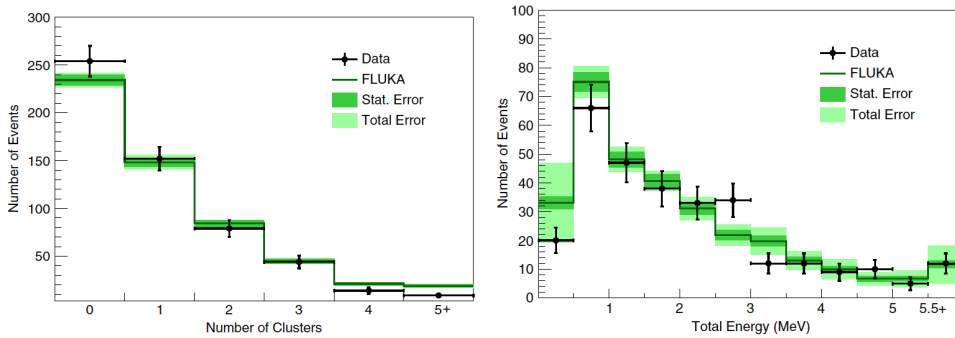 300
250
200
150
100
50
0
1
2
3
4
5+
Number of Events
Number of Clusters
Data
FLUKA
Stat. Error
Total Error
100
90
80
70
60
50
40
30
20
10
0
1
2
3
4
5
5.5+
Number of Events
Total Energy (MeV)
Data
FLUKA
Stat. Error
Total Error